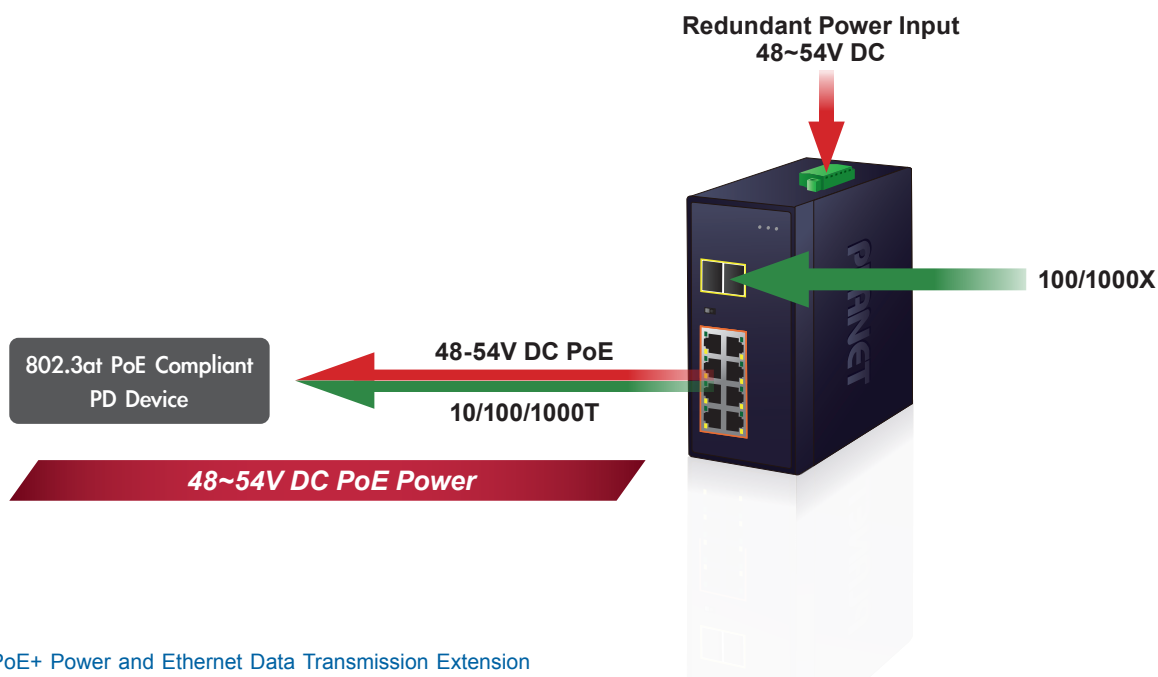 Redundant Power Input
48~54V DC
100/1000X
PLANET
48-54V DC PoE
802.3at PoE Compliant
PD Device
10/100/1000T
48~54V DC PoE Power
PoE+ Power and Ethernet Data Transmission Extension